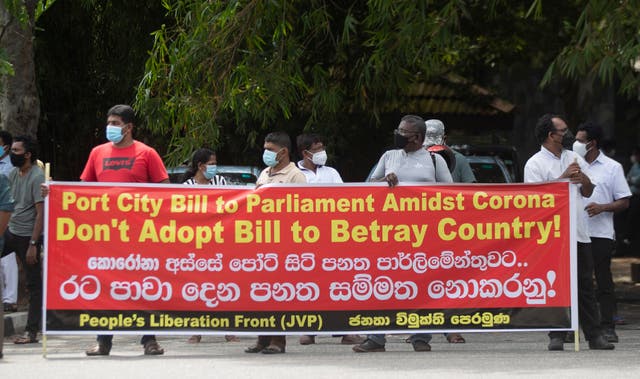 LEVI'S
Port City Bill to Parliament Amidst Corona
Don't Adopt Bill to Betray Country!
කොරෝනා අස්සේ පෝට් සිටි පනත පාර්ලිමේන්තුවට..
රට පාවා දෙන පනත සම්මත නොකරනු!
People's Liberation Front (JVP) ජනතා විමුක්ති පෙරමුණ